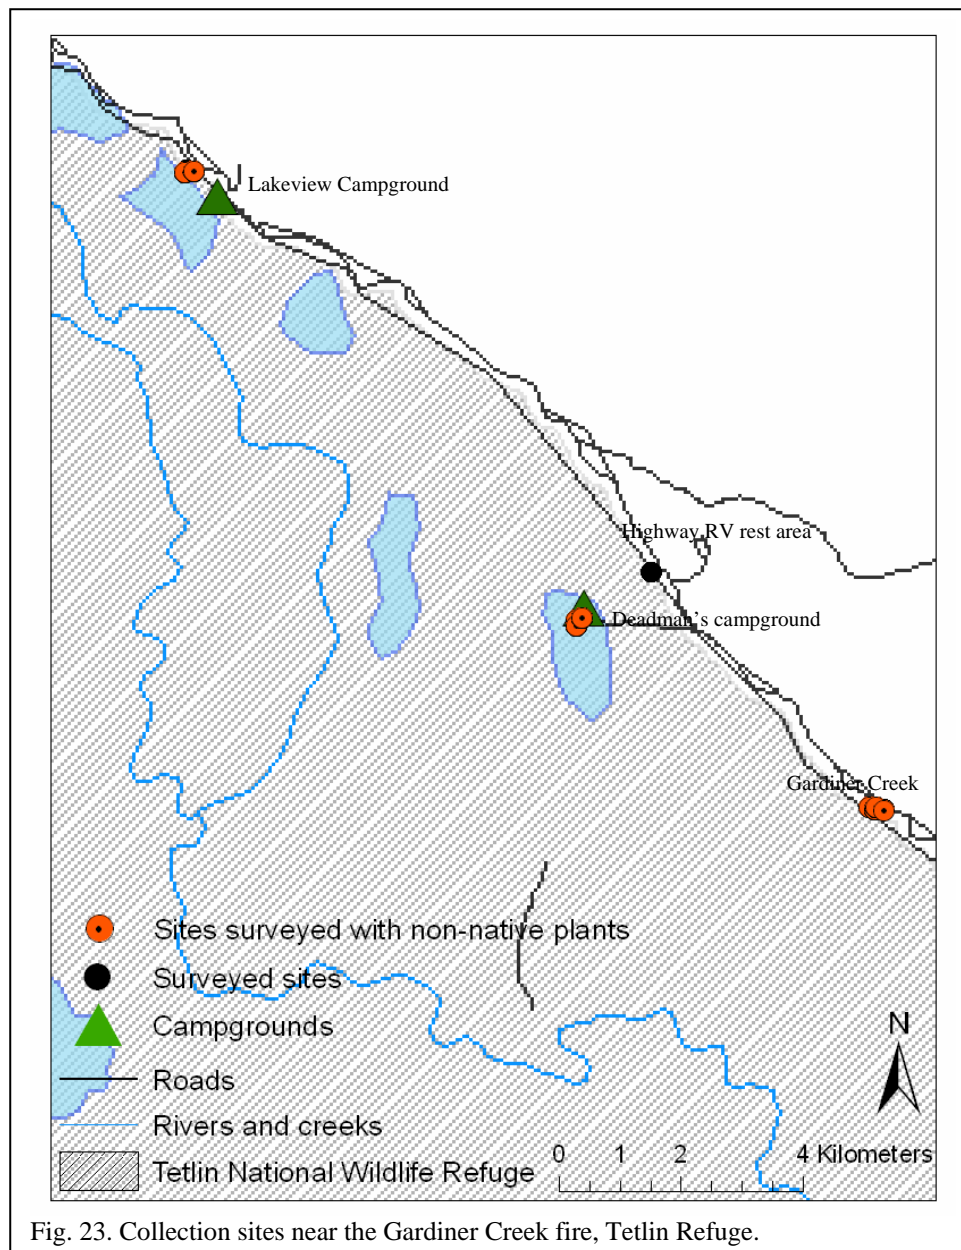 Lakeview Campground
Highway RV rest area
Deadman's campground
Gardiner Creek
Sites surveyed with non-native plants
Surveyed sites
Campgrounds
Roads
Rivers and creeks
Tetlin National Wildlife Refuge
N
0 1 2 4 Kilometers
Fig. 23. Collection sites near the Gardiner Creek fire, Tetlin Refuge.